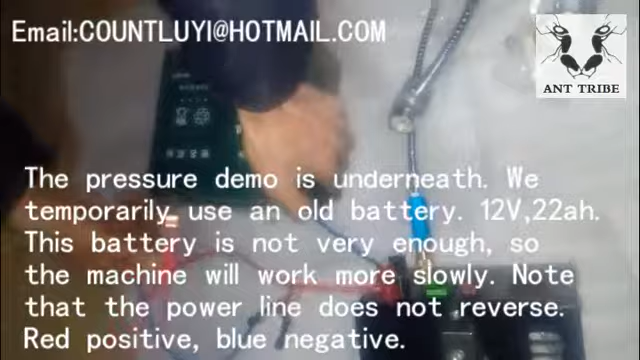 Email:COUNTLUYI@HOTMAIL.COM
ANT TRIBE
The pressure demo is underneath. We
temporarily use an old battery. 12V,22ah.
This battery is not very enough, so
the machine will work more slowly. Note
that the power line does not reverse.
Red positive, blue negative.